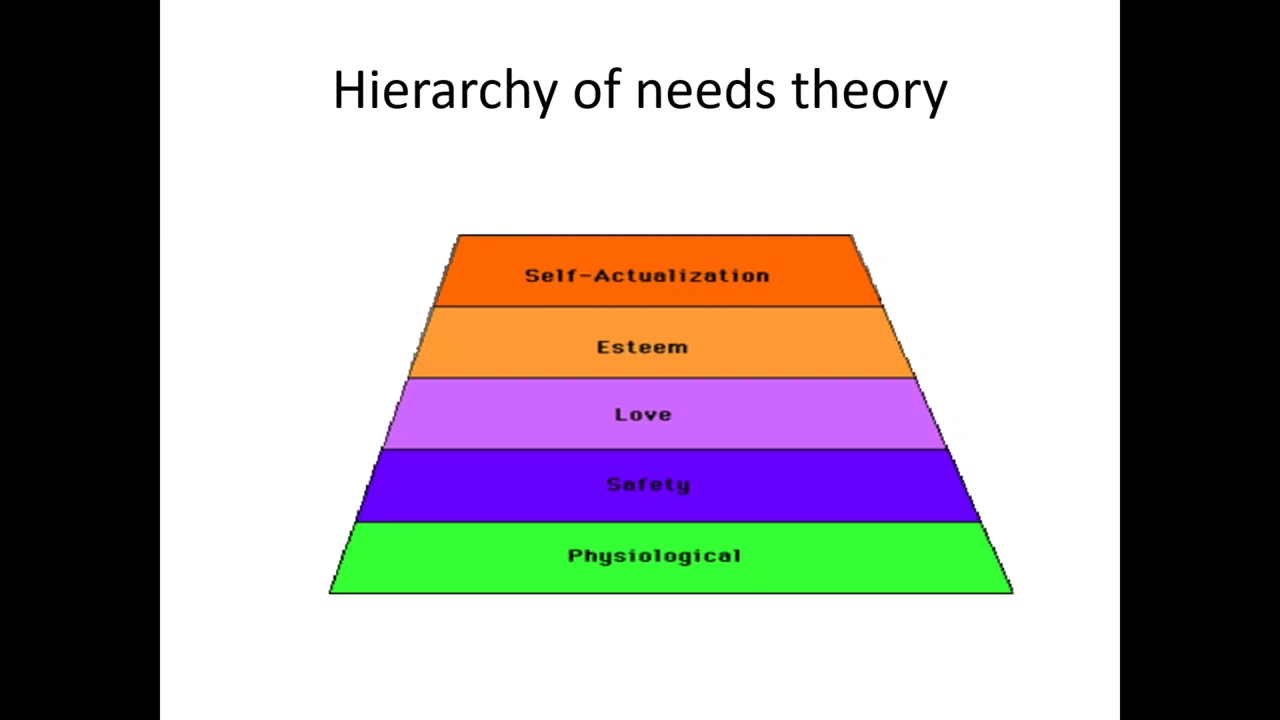 Hierarchy of needs theory
Self-Actualization
Esteem
Love
Safety
Physiological